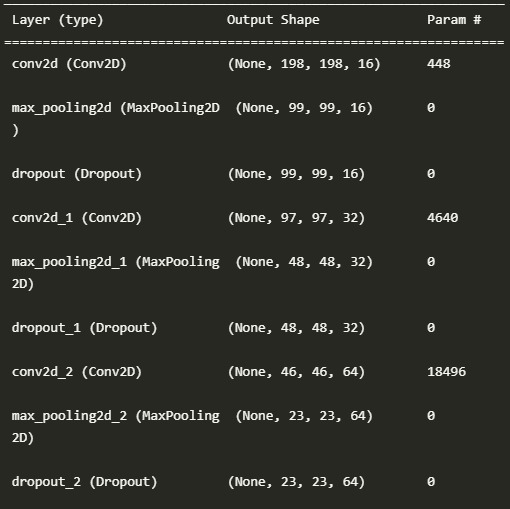 Layer (type) Output Shape Param #
=================================================================
conv2d (Conv2D) (None, 198, 198, 16) 448
max_pooling2d (MaxPooling2D (None, 99, 99, 16) 0
)
dropout (Dropout) (None, 99, 99, 16) 0
conv2d_1 (Conv2D) (None, 97, 97, 32) 4640
max_pooling2d_1 (MaxPooling (None, 48, 48, 32) 0
2D)
dropout_1 (Dropout) (None, 48, 48, 32) 0
conv2d_2 (Conv2D) (None, 46, 46, 64) 18496
max_pooling2d_2 (MaxPooling (None, 23, 23, 64) 0
2D)
dropout_2 (Dropout) (None, 23, 23, 64) 0